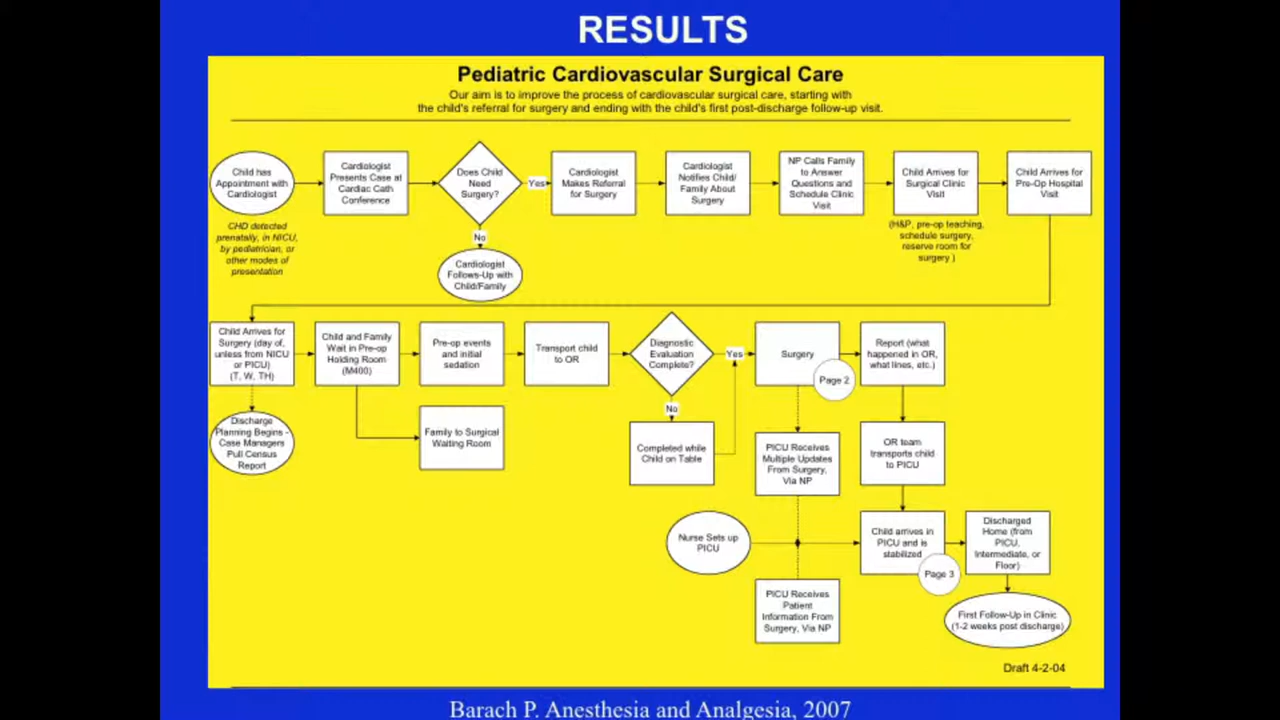 RESULTS
Pediatric Cardiovascular Surgical Care
Our aim is to improve the process of cardiovascular surgical care, starting with
the child's referral for surgery and ending with the child's first post-discharge follow-up visit.
Child has
Appointment with
Cardiologist
CHD detected
prenatally, in NICU,
by pediatrician, or
other modes of
presentation
Cardiologist
Presents Case at
Cardiac Cath
Conference
Does Child
Need
Surgery?
Yes
No
Cardiologist
Follows-Up with
Child/Family
Cardiologist
Makes Referral
for Surgery
Cardiologist
Notifies Child/
Family About
Surgery
NP Calls Family
to Answer
Questions and
Schedule Clinic
Visit
Child Arrives for
Surgical Clinic
Visit
(H&P, pre-op teaching,
schedule surgery,
reserve room for
surgery )
Child Arrives for
Pre-Op Hospital
Visit
Child Arrives for
Surgery (day of,
unless from NICU
or PICU)
(T, W, TH)
Discharge
Planning Begins -
Case Managers
Pull Census
Report
Child and Family
Wait in Pre-op
Holding Room
(M400)
Pre-op events
and initial
sedation
Family to Surgical
Waiting Room
Transport child
to OR
Diagnostic
Evaluation
Complete?
Yes
No
Completed while
Child on Table
Surgery
Page 2
Report (what
happened in OR,
what lines, etc.)
PICU Receives
Multiple Updates
From Surgery,
Via NP
OR team
transports child
to PICU
Nurse Sets up
PICU
Child arrives in
PICU and is
stabilized
Page 3
Discharged
Home (from
PICU,
Intermediate, or
Floor)
PICU Receives
Patient
Information From
Surgery, Via NP
First Follow-Up in Clinic
(1-2 weeks post discharge)
Draft 4-2-04
Barach P. Anesthesia and Analgesia, 2007